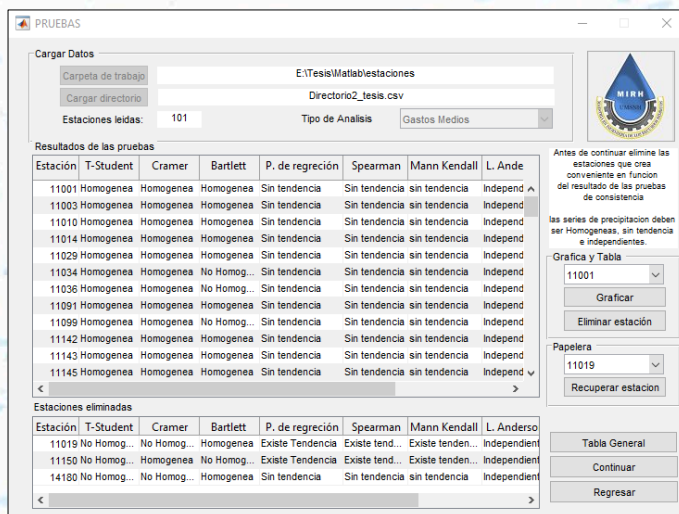 PRUEBAS
Cargar Datos
Carpeta de trabajo E:\Tesis\Matlab\estaciones
Cargar directorio Directorio2_tesis.csv
Estaciones leidas: 101 Tipo de Analisis Gastos Medios
MIRH
Resultados de las pruebas
Estación T-Student Cramer Bartlett P. de regreción Spearman Mann Kendall L. Ande
11001 Homogenea Homogenea Homogenea Sin tendencia Sin tendencia sin tendencia Independ
11003 Homogenea Homogenea Homogenea Sin tendencia Sin tendencia sin tendencia Independ
11010 Homogenea Homogenea Homogenea Sin tendencia Sin tendencia sin tendencia Independ
11014 Homogenea Homogenea Homogenea Sin tendencia Sin tendencia sin tendencia Independ
11029 Homogenea Homogenea Homogenea Sin tendencia Sin tendencia sin tendencia Independ
11034 Homogenea Homogenea No Homog... Sin tendencia Sin tendencia sin tendencia Independ
11036 Homogenea Homogenea No Homog... Sin tendencia Sin tendencia sin tendencia Independ
11091 Homogenea Homogenea Homogenea Sin tendencia Sin tendencia sin tendencia Independ
11099 Homogenea Homogenea No Homog... Sin tendencia Sin tendencia sin tendencia Independ
11142 Homogenea Homogenea Homogenea Sin tendencia Sin tendencia sin tendencia Independ
11143 Homogenea Homogenea Homogenea Sin tendencia Sin tendencia sin tendencia Independ
11145 Homogenea Homogenea Homogenea Sin tendencia Sin tendencia sin tendencia Independ
Antes de continuar elimine las
estaciones que crea
conveniente en funcion
del resultado de las pruebas
de consistencia
las series de precipitacion deben
ser Homogeneas, sin tendencia
e independientes.
Grafica y Tabla
11001
Graficar
Eliminar estación
Papelera
11019
Recuperar estacion
Estaciones eliminadas
Estación T-Student Cramer Bartlett P. de regreción Spearman Mann Kendall L. Anderso
11019 No Homog... No Homog... Homogenea Existe Tendencia Existe tend... Existe tenden... Independient
11150 No Homog... Homogenea No Homog... Existe Tendencia Existe tend... Existe tenden... Independient
14180 No Homog... No Homog... Homogenea Sin tendencia Sin tendencia sin tendencia Independient
Tabla General
Continuar
Regresar